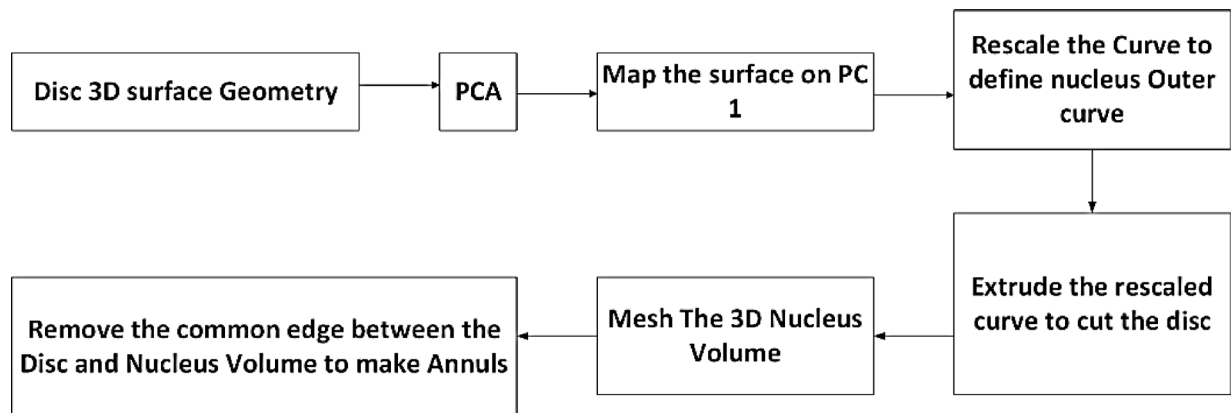 Disc 3D surface Geometry
PCA
Map the surface on PC
1
Rescale the Curve to
define nucleus Outer
curve
Extrude the rescaled
curve to cut the disc
Mesh The 3D Nucleus
Volume
Remove the common edge between the
Disc and Nucleus Volume to make Annuls